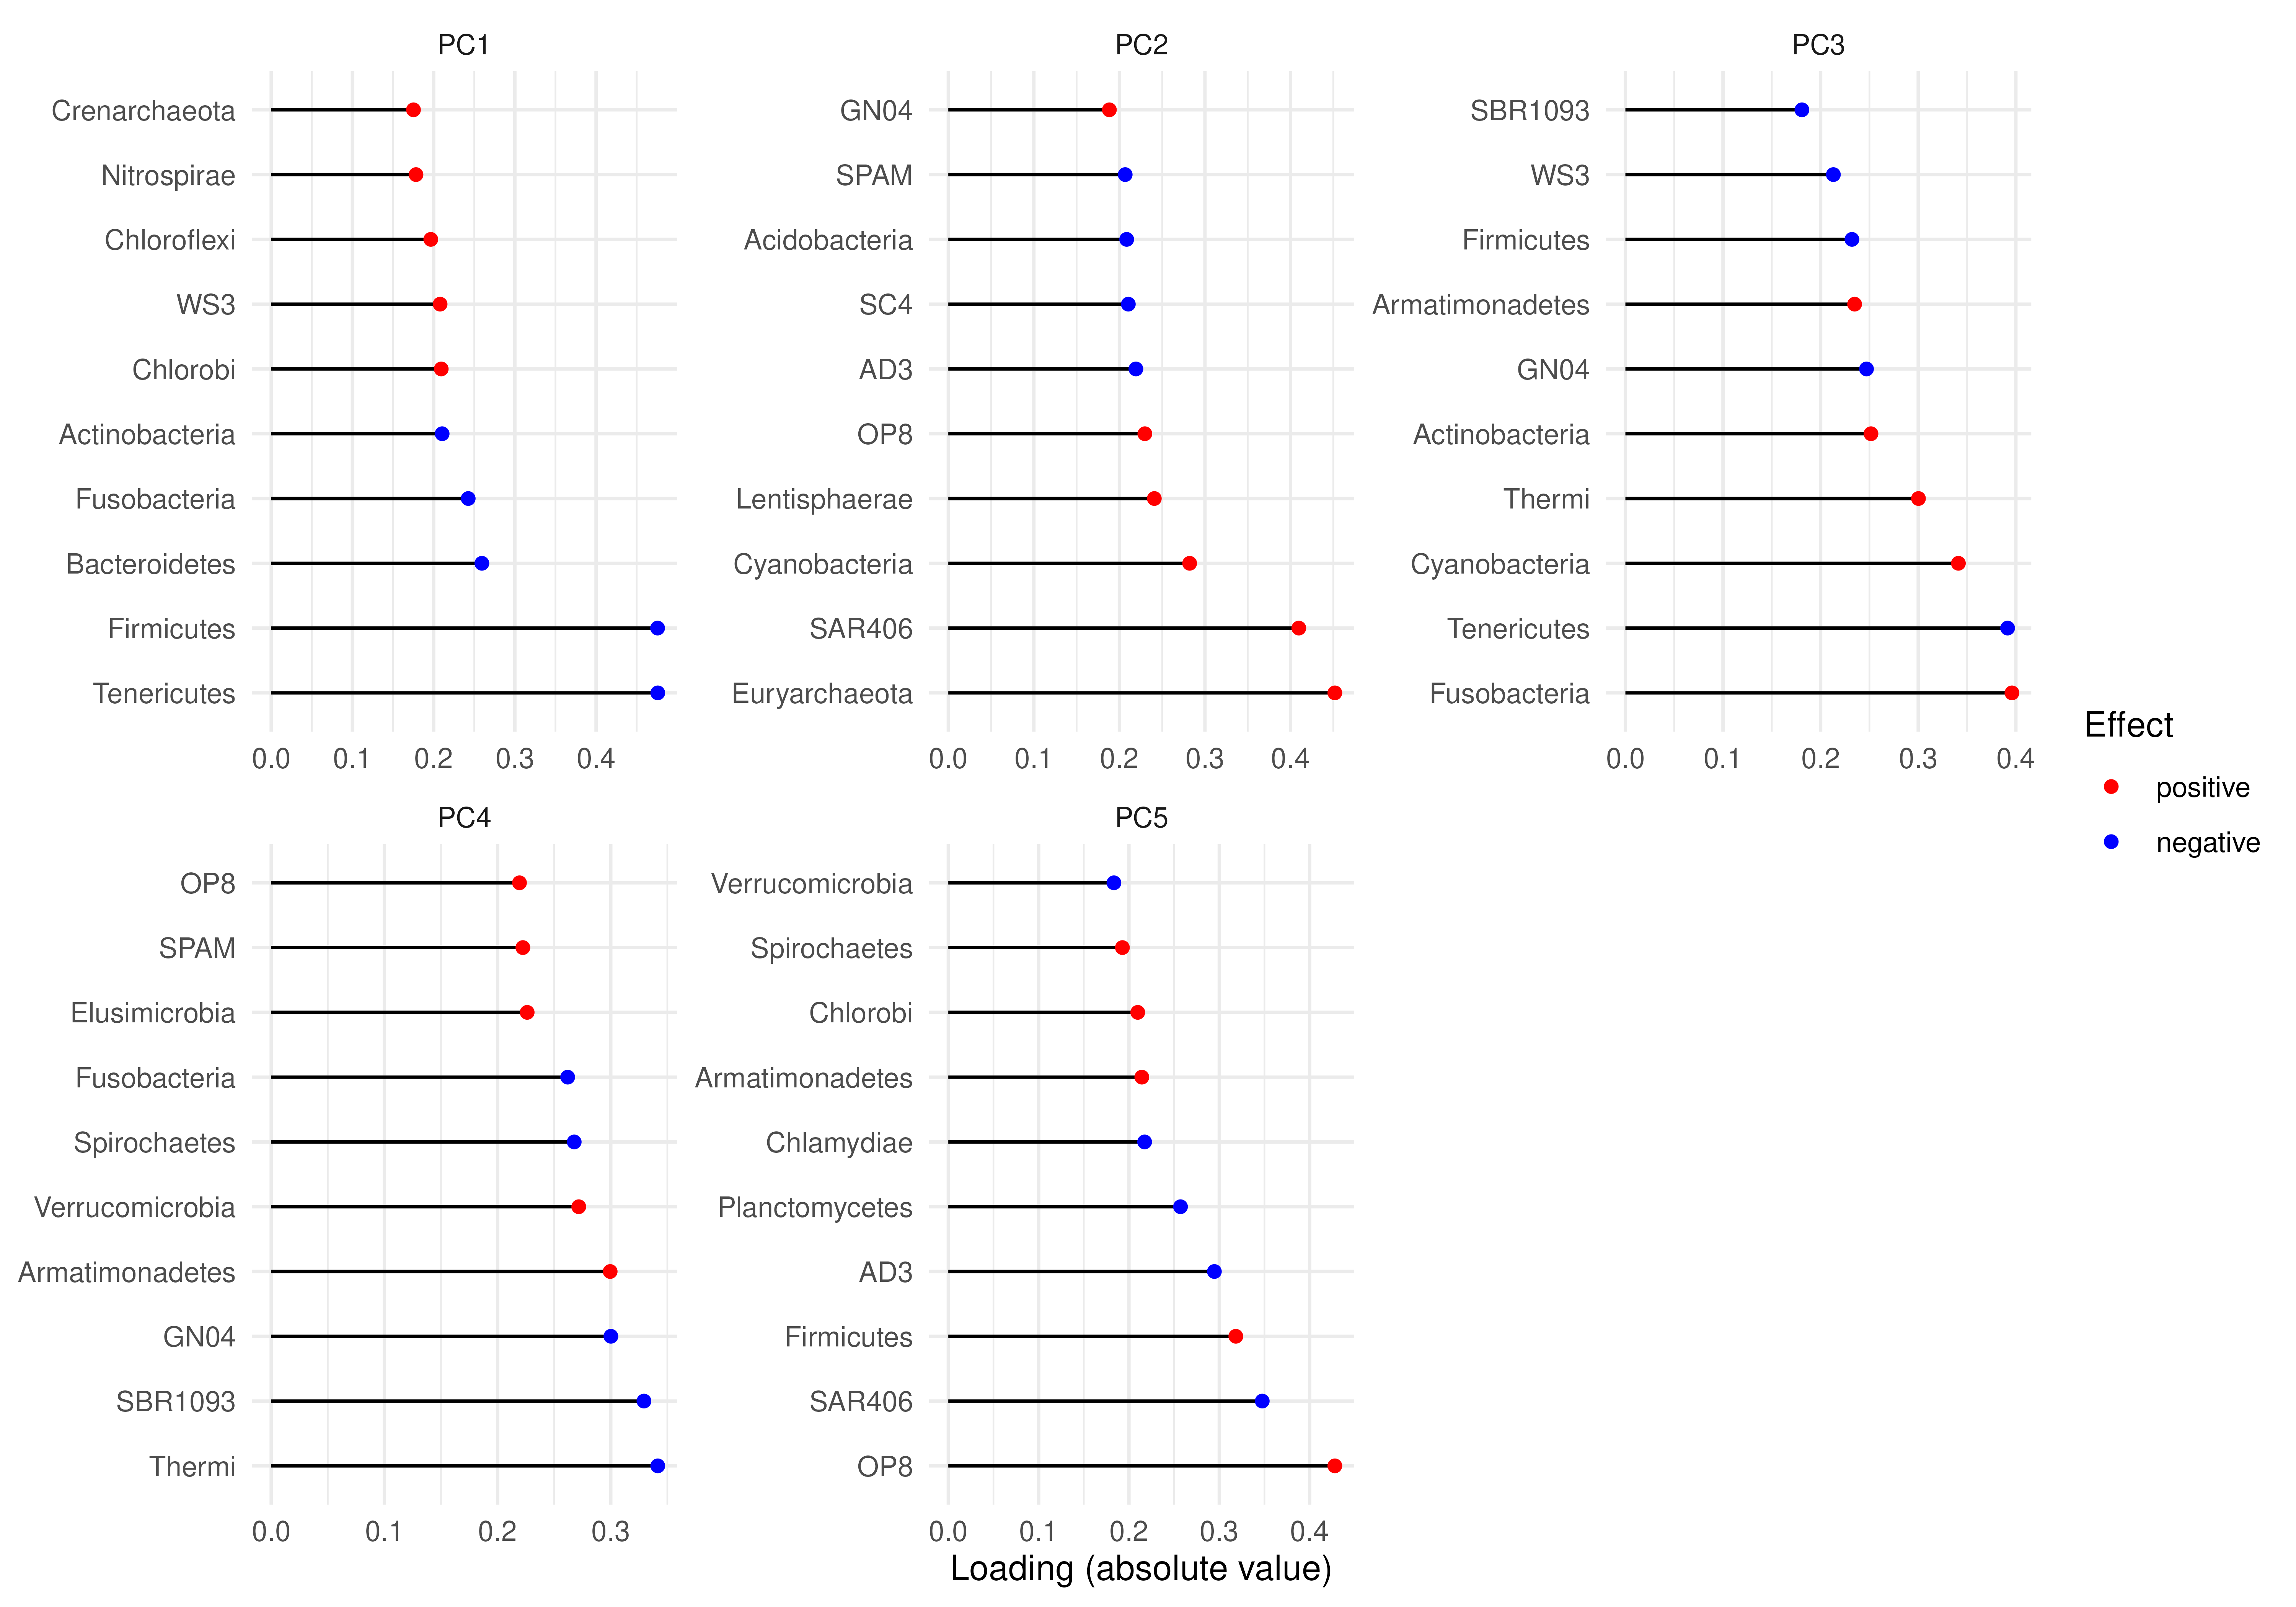 PC1
Crenarchaeota
Nitrospirae
Chloroflexi
WS3
Chlorobi
Actinobacteria
Fusobacteria
Bacteroidetes
Firmicutes
Tenericutes
0.0 0.1 0.2 0.3 0.4
PC2
GN04
SPAM
Acidobacteria
SC4
AD3
OP8
Lentisphaerae
Cyanobacteria
SAR406
Euryarchaeota
0.0 0.1 0.2 0.3 0.4
PC3
SBR1093
WS3
Firmicutes
Armatimonadetes
GN04
Actinobacteria
Thermi
Cyanobacteria
Tenericutes
Fusobacteria
0.0 0.1 0.2 0.3 0.4
PC4
OP8
SPAM
Elusimicrobia
Fusobacteria
Spirochaetes
Verrucomicrobia
Armatimonadetes
GN04
SBR1093
Thermi
0.0 0.1 0.2 0.3
PC5
Verrucomicrobia
Spirochaetes
Chlorobi
Armatimonadetes
Chlamydiae
Planctomycetes
AD3
Firmicutes
SAR406
OP8
0.0 0.1 0.2 0.3 0.4
Loading (absolute value)
Effect
positive
negative